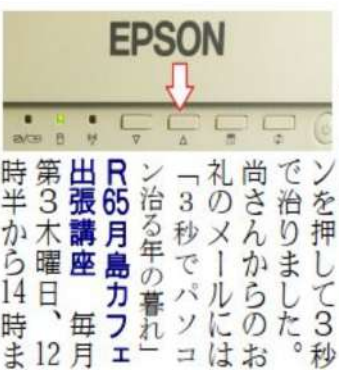 EPSON
ンを押して3秒
で治りました。
尚さんからのお
礼のメールには
「3秒でパソコ
ン治る年の暮れ」
R65月島カフェ
出張講座　毎月
第3木曜日、12
時半から14時ま